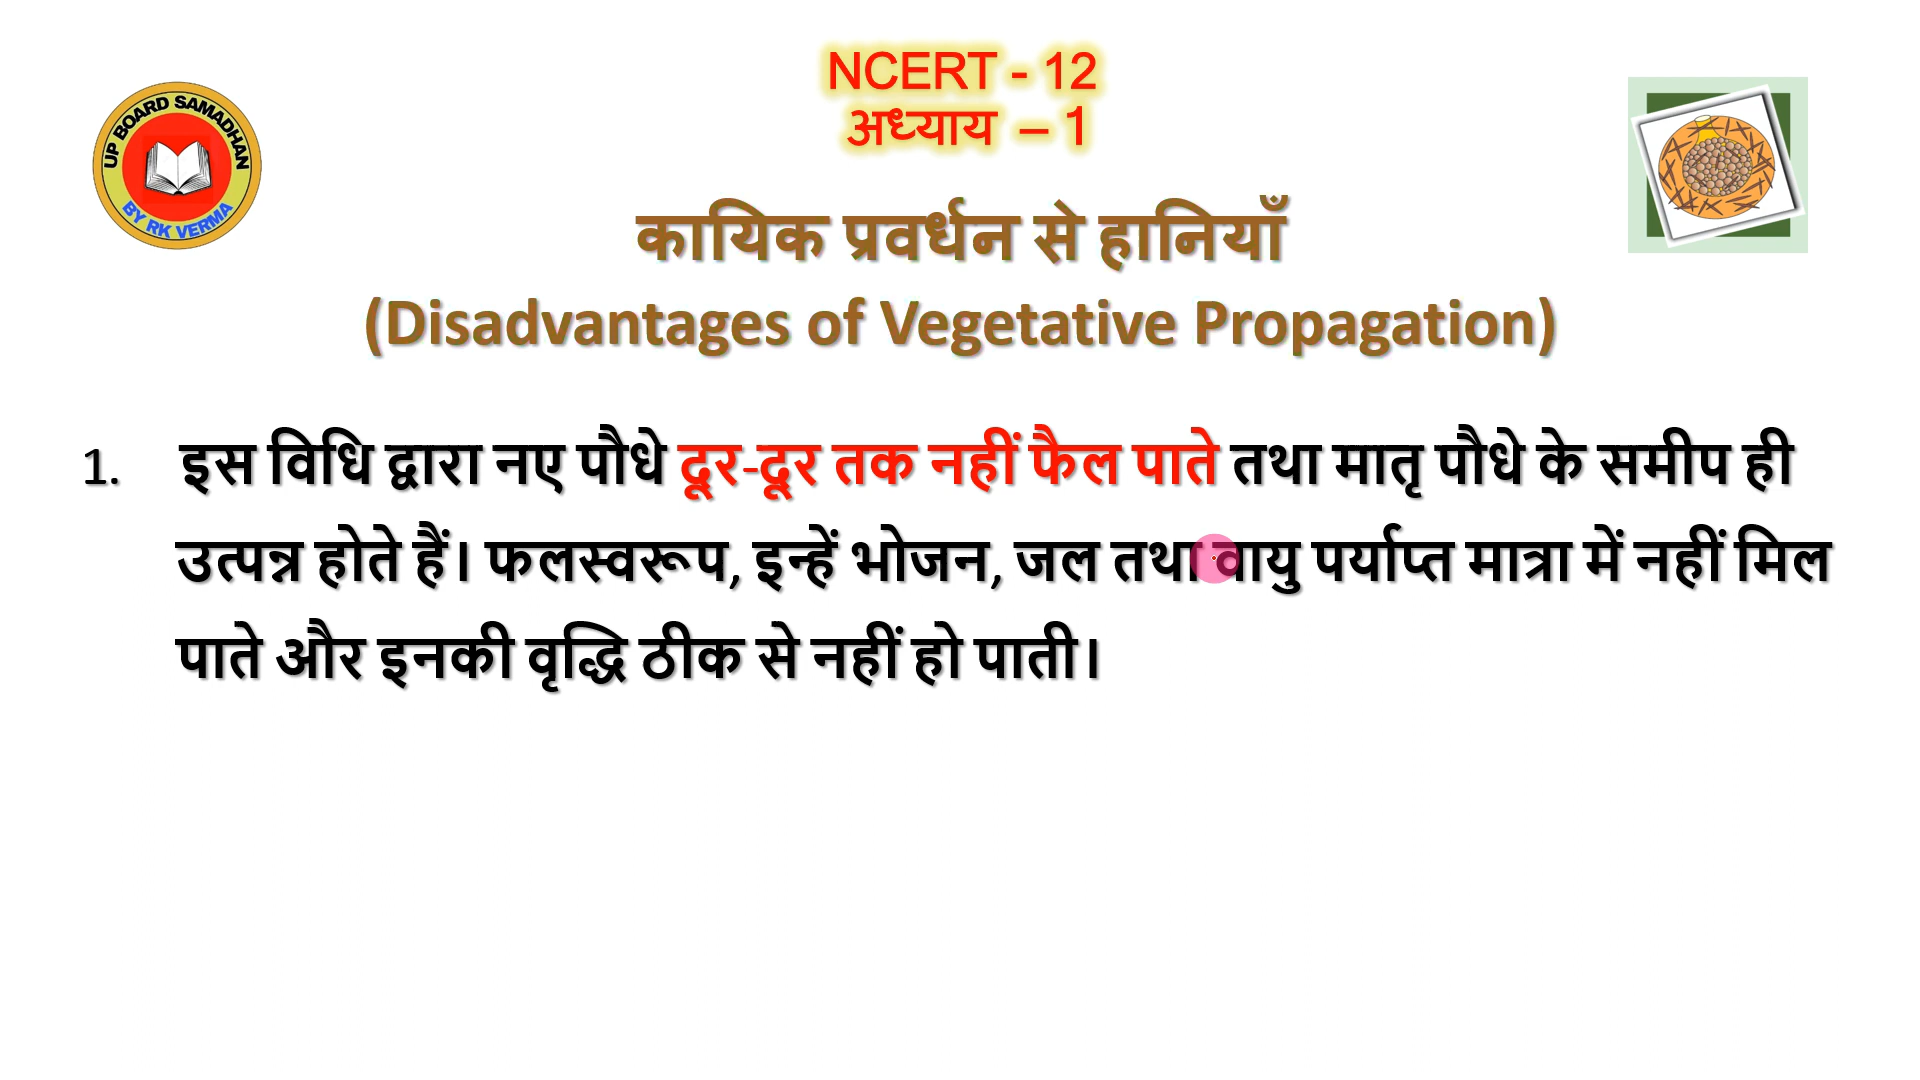 NCERT - 12
अध्याय – 1
UP BOARD SAMADHAN
BY RK VERMA
कायिक प्रवर्धन से हानियाँ
(Disadvantages of Vegetative Propagation)
1. इस विधि द्वारा नए पौधे दूर-दूर तक नहीं फैल पाते तथा मातृ पौधे के समीप ही
उत्पन्न होते हैं। फलस्वरूप, इन्हें भोजन, जल तथा वायु पर्याप्त मात्रा में नहीं मिल
पाते और इनकी वृद्धि ठीक से नहीं हो पाती।